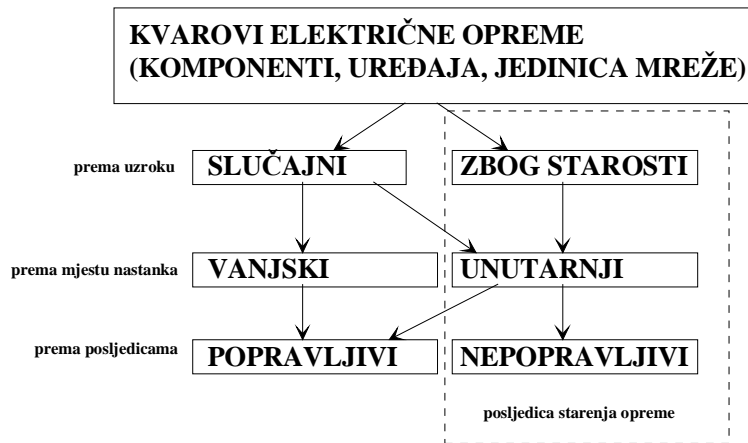 KVAROVI ELEKTRIČNE OPREME
(KOMPONENTI, UREĐAJA, JEDINICA MREŽE)
prema uzroku
SLUČAJNI
ZBOG STAROSTI
prema mjestu nastanka
VANJSKI
UNUTARNJI
prema posljedicama
POPRAVLJIVI
NEPOPRAVLJIVI
posljedica starenja opreme